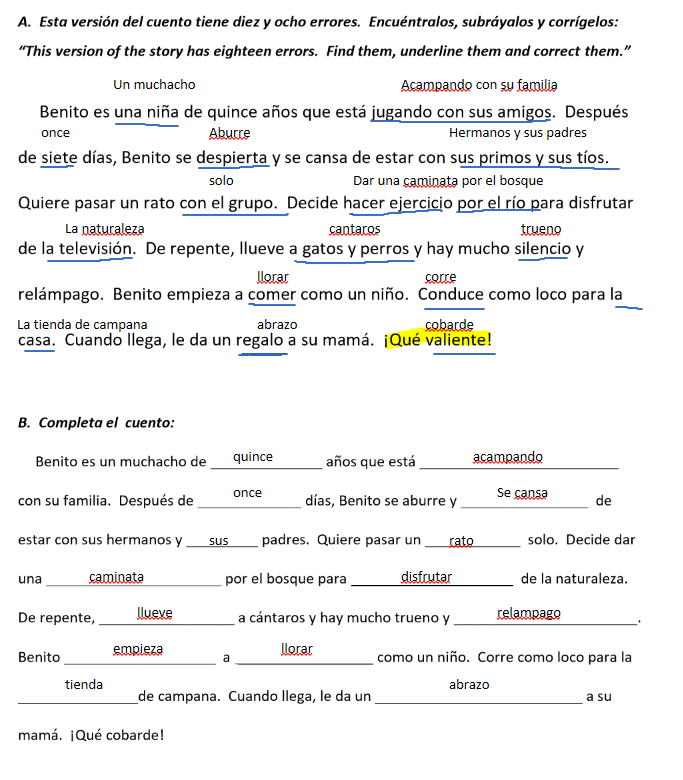 A. Esta versión del cuento tiene diez y ocho errores. Encuéntralos, subráyalos y corrígelos:
“This version of the story has eighteen errors. Find them, underline them and correct them.”
Un muchacho Acampando con su familia
Benito es una niña de quince años que está jugando con sus amigos. Después
once Aburre Hermanos y sus padres
de siete días, Benito se despierta y se cansa de estar con sus primos y sus tíos.
solo Dar una caminata por el bosque
Quiere pasar un rato con el grupo. Decide hacer ejercicio por el río para disfrutar
La naturaleza cantaros trueno
de la televisión. De repente, llueve a gatos y perros y hay mucho silencio y
llorar corre
relámpago. Benito empieza a comer como un niño. Conduce como loco para la
La tienda de campana abrazo cobarde
casa. Cuando llega, le da un regalo a su mamá. ¡Qué valiente!
B. Completa el cuento:
Benito es un muchacho de quince años que está acampando
con su familia. Después de once días, Benito se aburre y Se cansa de
estar con sus hermanos y sus padres. Quiere pasar un rato solo. Decide dar
una caminata por el bosque para disfrutar de la naturaleza.
De repente, llueve a cántaros y hay mucho trueno y relampago.
Benito empieza a llorar como un niño. Corre como loco para la
tienda de campana. Cuando llega, le da un abrazo a su
mamá. ¡Qué cobarde!